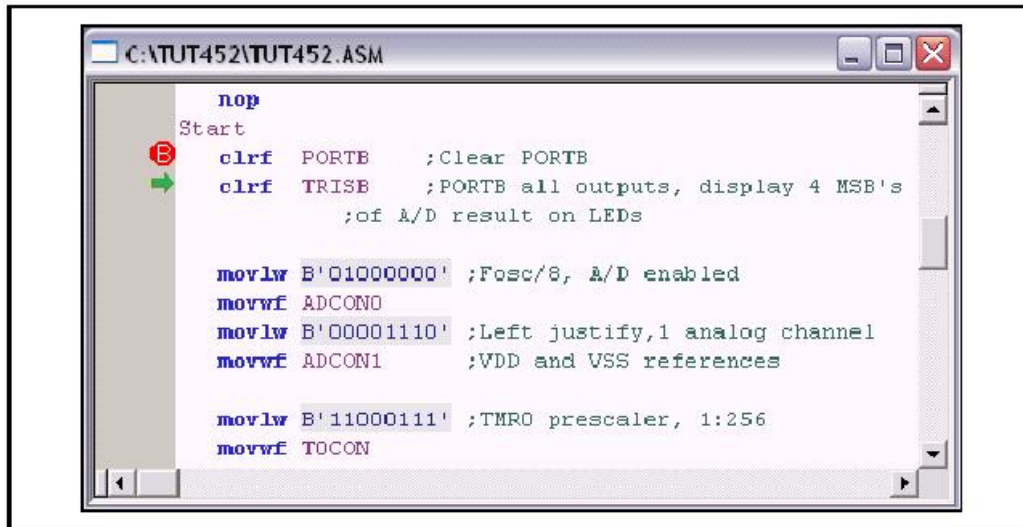 C:\TUT452\TUT452.ASM
nop
Start
B
clrf PORTB ;Clear PORTB
clrf TRISB ;PORTB all outputs, display 4 MSB's
;of A/D result on LEDs
movlw B'01000000' ;Fosc/8, A/D enabled
movwf ADCON0
movlw B'00001110' ;Left justify,1 analog channel
movwf ADCON1 ;VDD and VSS references
movlw B'11000111' ;TMR0 prescaler, 1:256
movwf T0CON